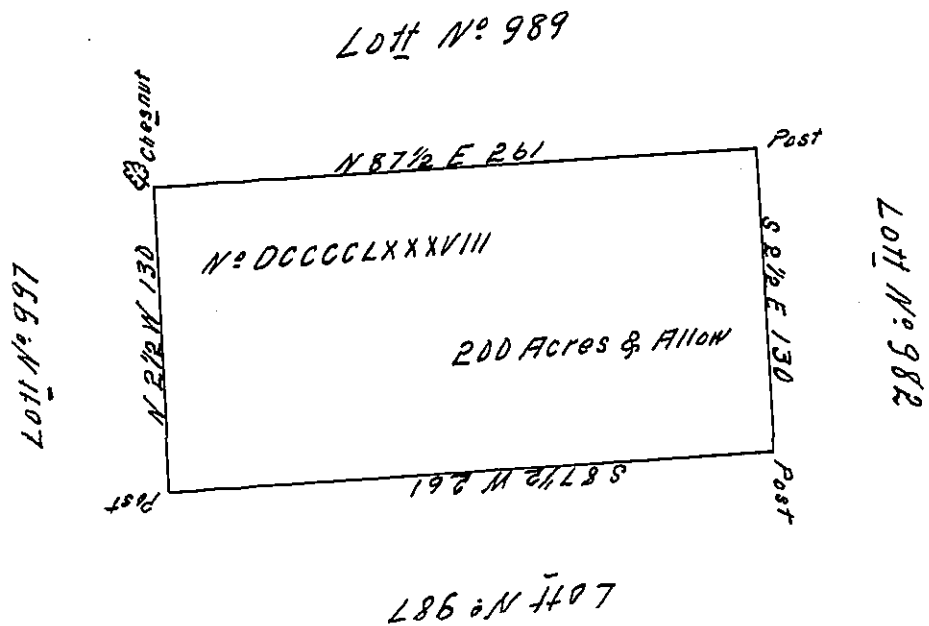 Lott Nº 989
Chesnut
Post
N 87½ E 261
Nº DCCCCLXXXVIII
200 Acres & Allow
N 2½ W 130
S 2½ E 130
Lott Nº 997
Lott Nº 982
S 87½ W 261
Post
Post
Lott Nº 987